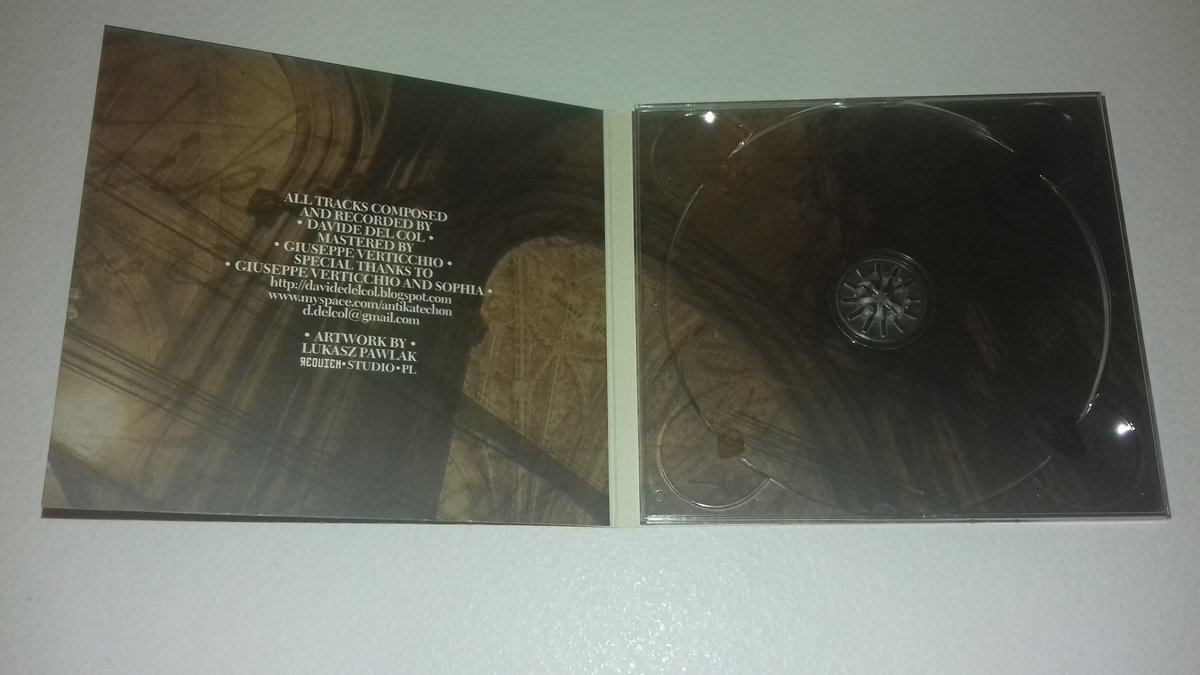 ALL TRACKS COMPOSED
AND RECORDED BY
• DAVIDE DEL COL •
MASTERED BY
• GIUSEPPE VERTICCHIO •
SPECIAL THANKS TO
• GIUSEPPE VERTICCHIO AND SOPHIA •
http://davidedelcol.blogspot.com
www.myspace.com/antikatechon
d.delcol@gmail.com
• ARTWORK BY •
LUKASZ PAWLAK
REQUIEM•STUDIO•PL